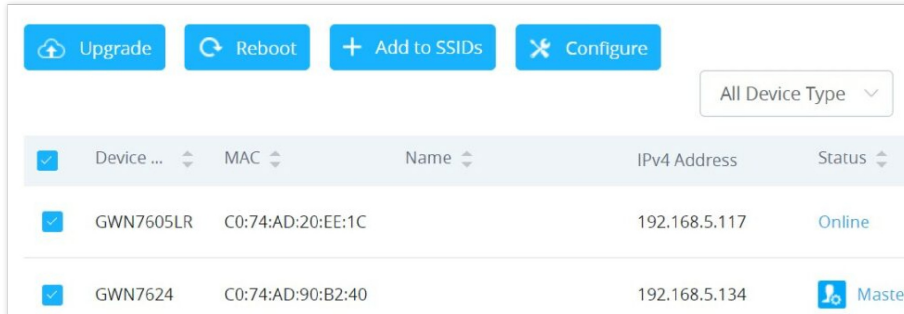 Upgrade Reboot Add to SSIDs Configure
All Device Type
Device ... MAC Name IPv4 Address Status
GWN7605LR C0:74:AD:20:EE:1C 192.168.5.117 Online
GWN7624 C0:74:AD:90:B2:40 192.168.5.134 Maste